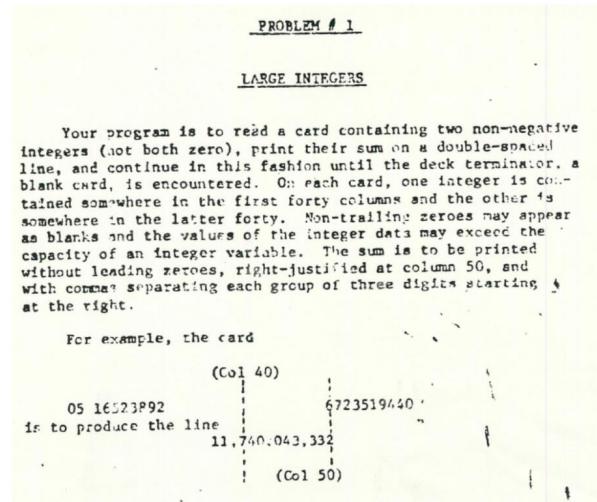 PROBLEM # 1
LARGE INTEGERS
Your program is to read a card containing two non-negative
integers (not both zero), print their sum on a double-spaced
line, and continue in this fashion until the deck terminator, a
blank card, is encountered. On each card, one integer is con-
tained somewhere in the first forty columns and the other is
somewhere in the latter forty. Non-trailing zeroes may appear
as blanks and the values of the integer data may exceed the
capacity of an integer variable. The sum is to be printed
without leading zeroes, right-justified at column 50, and
with commas separating each group of three digits starting
at the right.
For example, the card
(Col 40)
05 16523892 6723519440
is to produce the line
11,740,043,332
(Col 50)